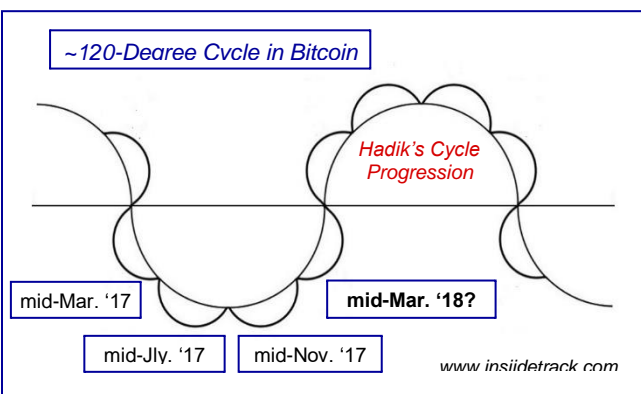 ~120-Degree Cycle in Bitcoin
Hadik's Cycle
Progression
mid-Mar. '17
mid-Mar. '18?
mid-Jly. '17
mid-Nov. '17
www.insiidetrack.com